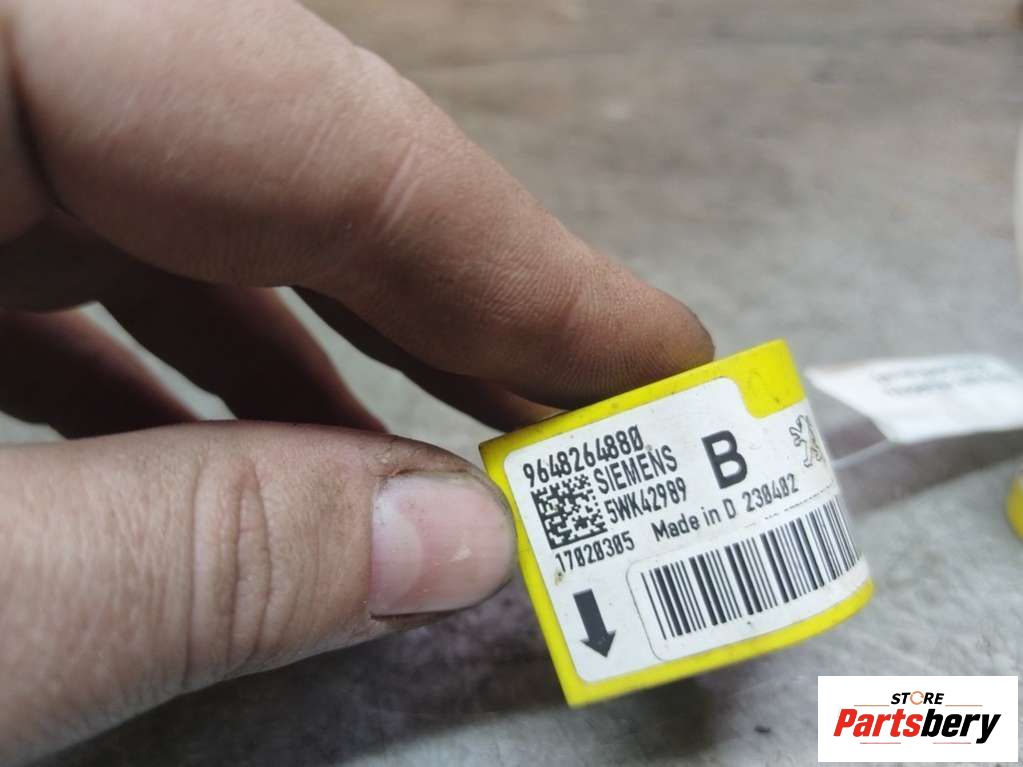 9648264880
SIEMENS
5WK42989
B
17020305
Made in D 230402
STORE
Partsbery